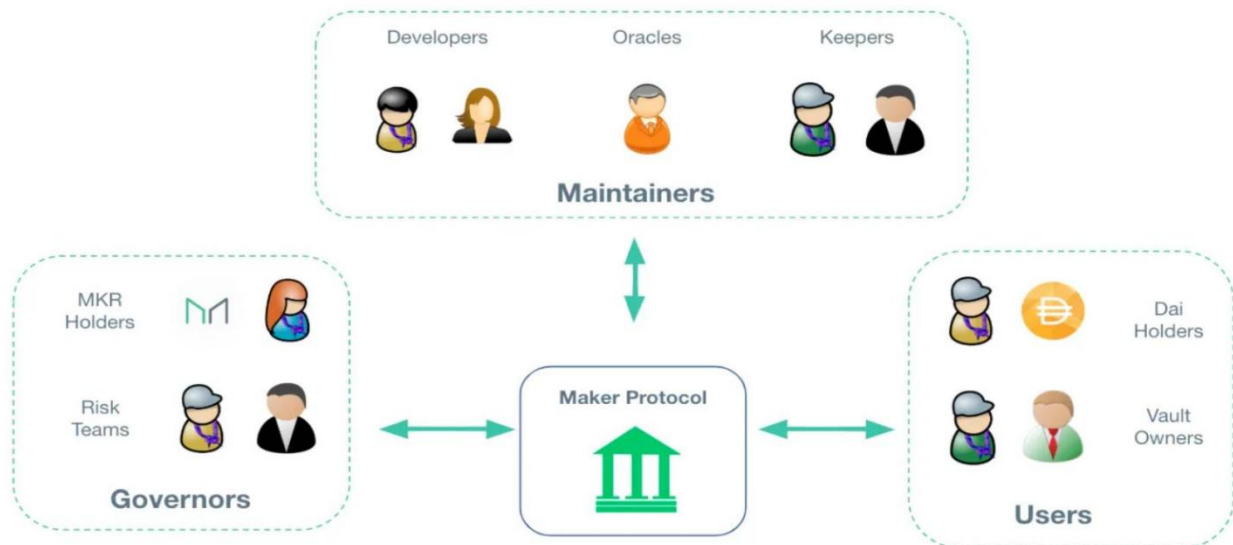 Developers
Oracles
Keepers
Maintainers
MKR
Holders
Risk
Teams
Governors
Maker Protocol
Dai
Holders
Vault
Owners
Users